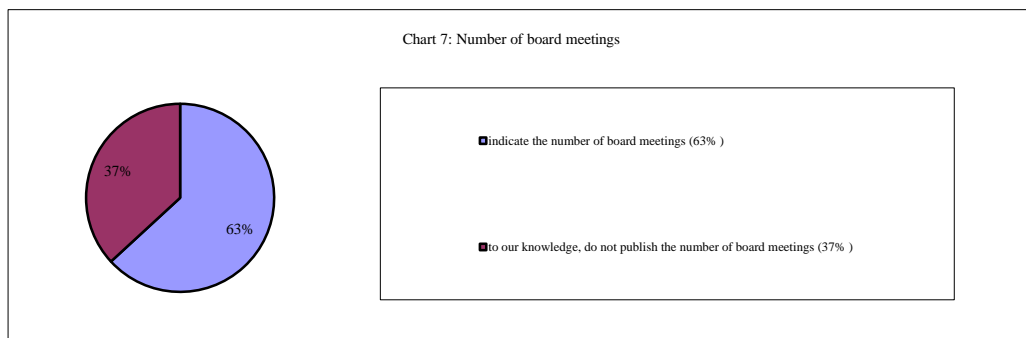 Chart 7: Number of board meetings
37%
63%
indicate the number of board meetings (63% )
to our knowledge, do not publish the number of board meetings (37% )